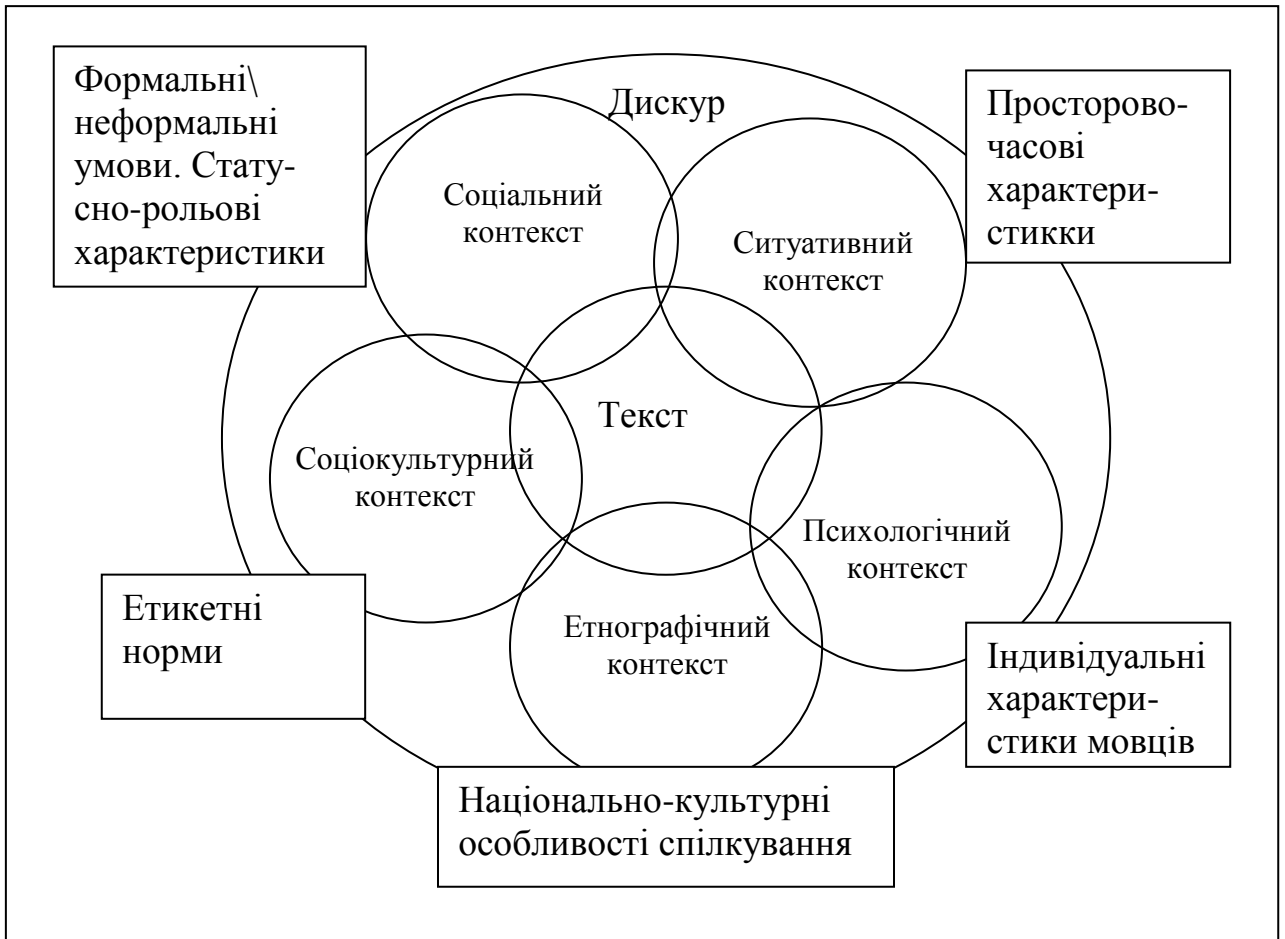 Формальні\
неформальні
умови. Стату-
сно-рольові
характеристики
Дискур
Просторово-
часові
характери-
стикки
Соціальний
контекст
Ситуативний
контекст
Текст
Соціокультурний
контекст
Психологічний
контекст
Етнографічний
контекст
Етикетні
норми
Індивідуальні
характери-
стики мовців
Національно-культурні
особливості спілкування